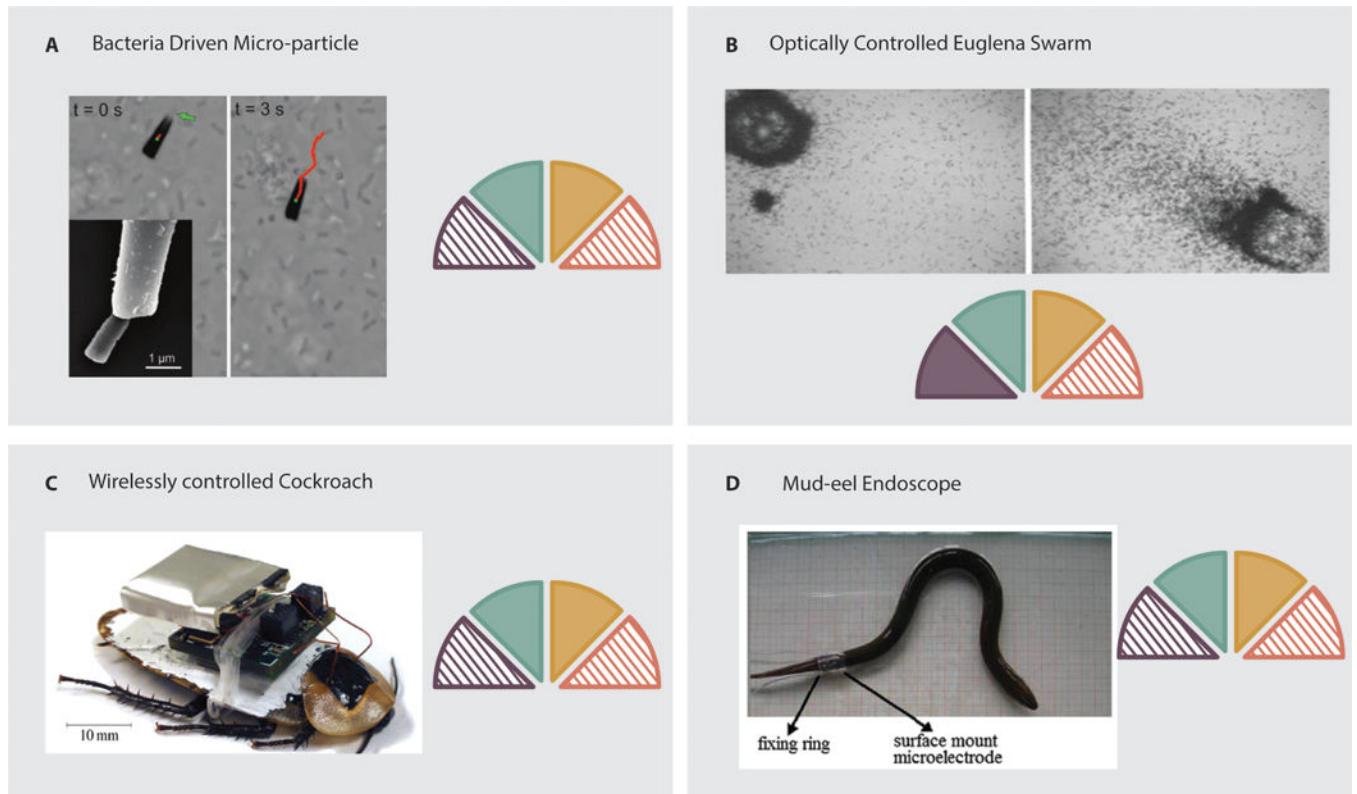 A Bacteria Driven Micro-particle
t = 0 s
t = 3 s
1 µm
B Optically Controlled Euglena Swarm
C Wirelessly controlled Cockroach
10 mm
D Mud-eel Endoscope
fixing ring
surface mount
microelectrode